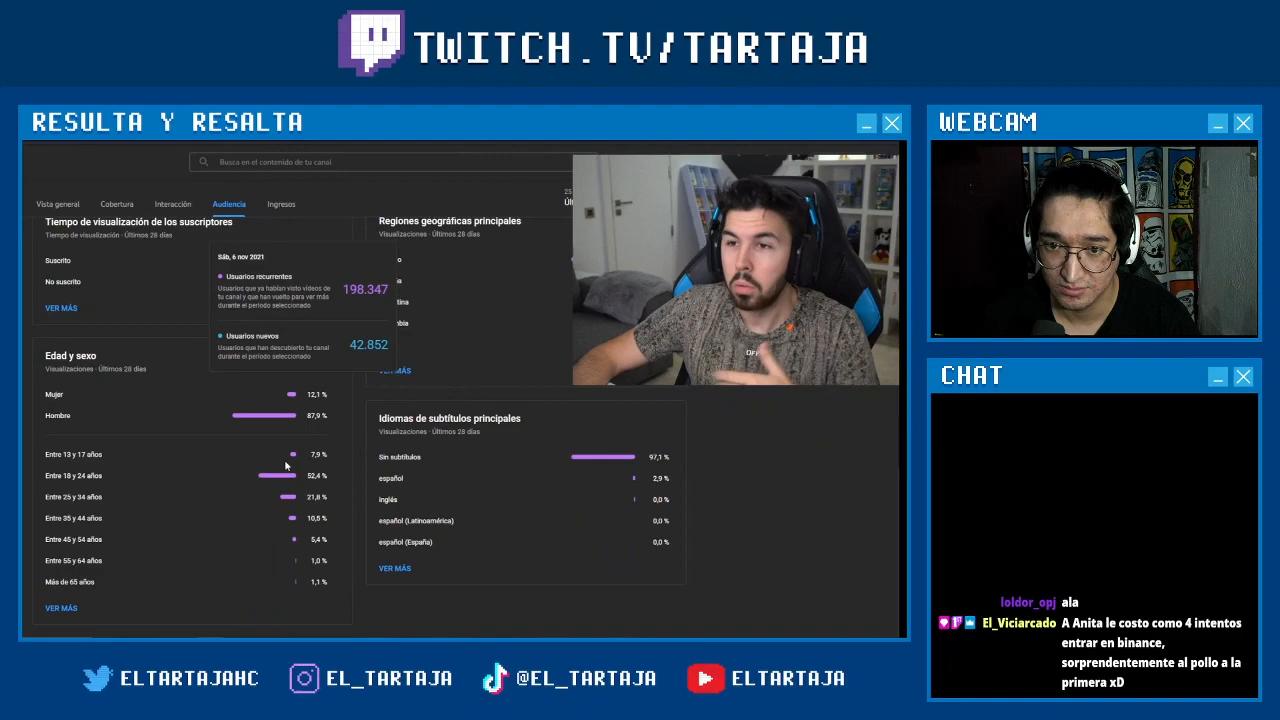 TWITCH.TV/TARTAJA
RESULTA Y RESALTA
Busca en el contenido de tu canal
Vista general
Cobertura
Interacción
Audiencia
Ingresos
25
Tiempo de visualización de los suscriptores
Tiempo de visualización · Últimos 28 días
Suscrito
No suscrito
VER MÁS
Sáb, 6 nov 2021
Usuarios recurrentes
Usuarios que ya habían visto vídeos de
tu canal y que han vuelto para ver más
durante el periodo seleccionado
198.347
Usuarios nuevos
Usuarios que han descubierto tu canal
durante el periodo seleccionado
42.852
Regiones geográficas principales
Visualizaciones · Últimos 28 días
Edad y sexo
Visualizaciones · Últimos 28 días
Mujer 12,1 %
Hombre 87,9 %
Entre 13 y 17 años 7,9 %
Entre 18 y 24 años 52,4 %
Entre 25 y 34 años 21,8 %
Entre 35 y 44 años 10,5 %
Entre 45 y 54 años 5,4 %
Entre 55 y 64 años 1,0 %
Más de 65 años 1,1 %
VER MÁS
Idiomas de subtítulos principales
Visualizaciones · Últimos 28 días
Sin subtítulos 97,1 %
español 2,9 %
inglés 0,0 %
español (Latinoamérica) 0,0 %
español (España) 0,0 %
VER MÁS
WEBCAM
CHAT
loldor_opj ala
El_Viciarcado A Anita le costo como 4 intentos
entrar en binance,
sorprendentemente al pollo a la
primera xD
ELTARTAJAHC
EL_TARTAJA
@EL_TARTAJA
ELTARTAJA